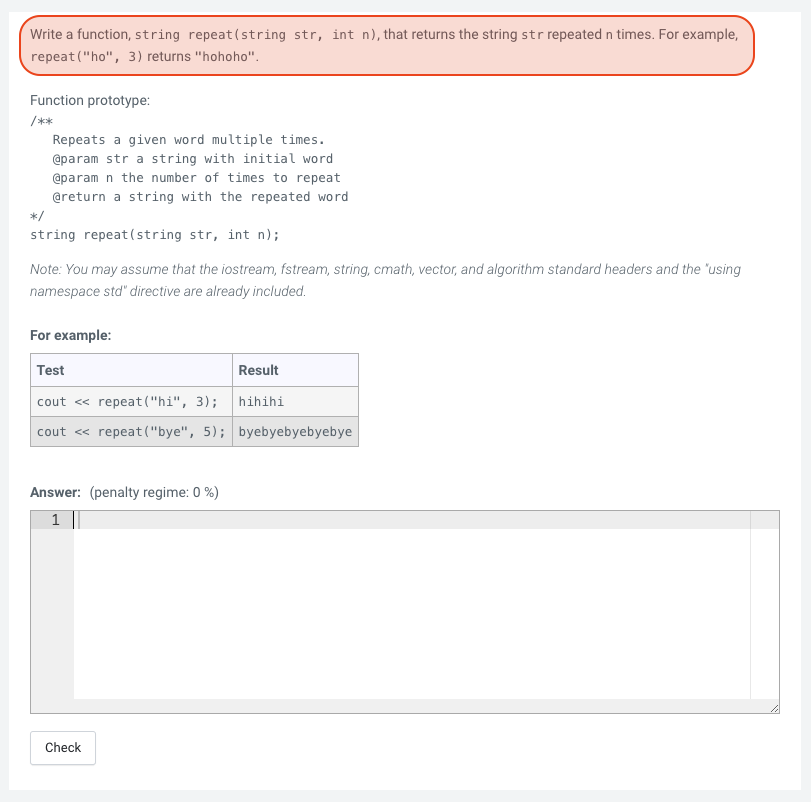 Write a function, string repeat(string str, int n), that returns the string str repeated n times. For example,
repeat("ho", 3) returns "hohoho".
Function prototype:
/**
   Repeats a given word multiple times.
   @param str a string with initial word
   @param n the number of times to repeat
   @return a string with the repeated word
*/
string repeat(string str, int n);
Note: You may assume that the iostream, fstream, string, cmath, vector, and algorithm standard headers and the "using
namespace std" directive are already included.
For example:
Test Result
cout << repeat("hi", 3); hihihi
cout << repeat("bye", 5); byebyebyebyebye
Answer: (penalty regime: 0 %)
1
Check